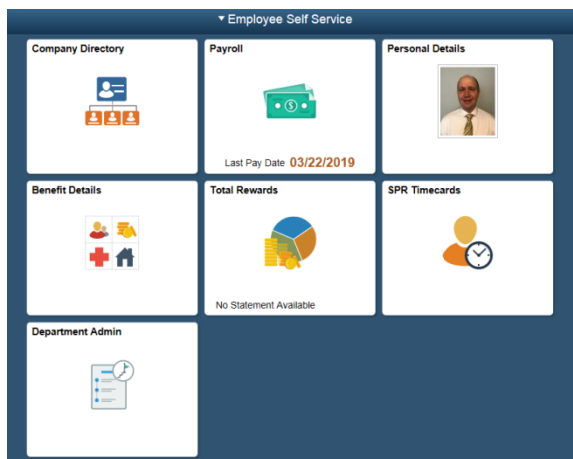 Employee Self Service
Company Directory
Payroll
Personal Details
Last Pay Date 03/22/2019
Benefit Details
Total Rewards
SPR Timecards
No Statement Available
Department Admin